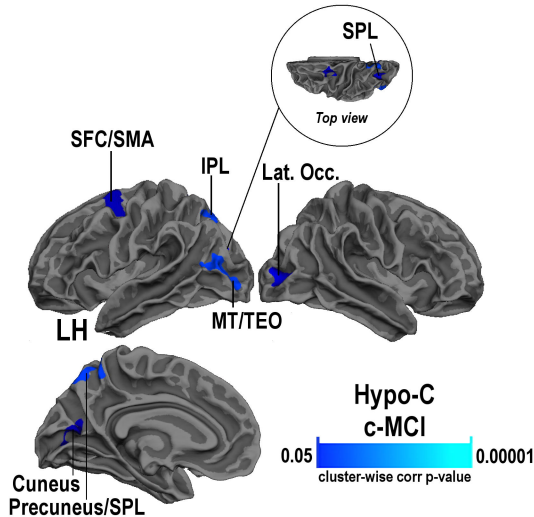 SPL
Top view
SFC/SMA
IPL
Lat. Occ.
MT/TEO
LH
Cuneus
Precuneus/SPL
Hypo-C
c-MCI
0.05
0.00001
cluster-wise corr p-value